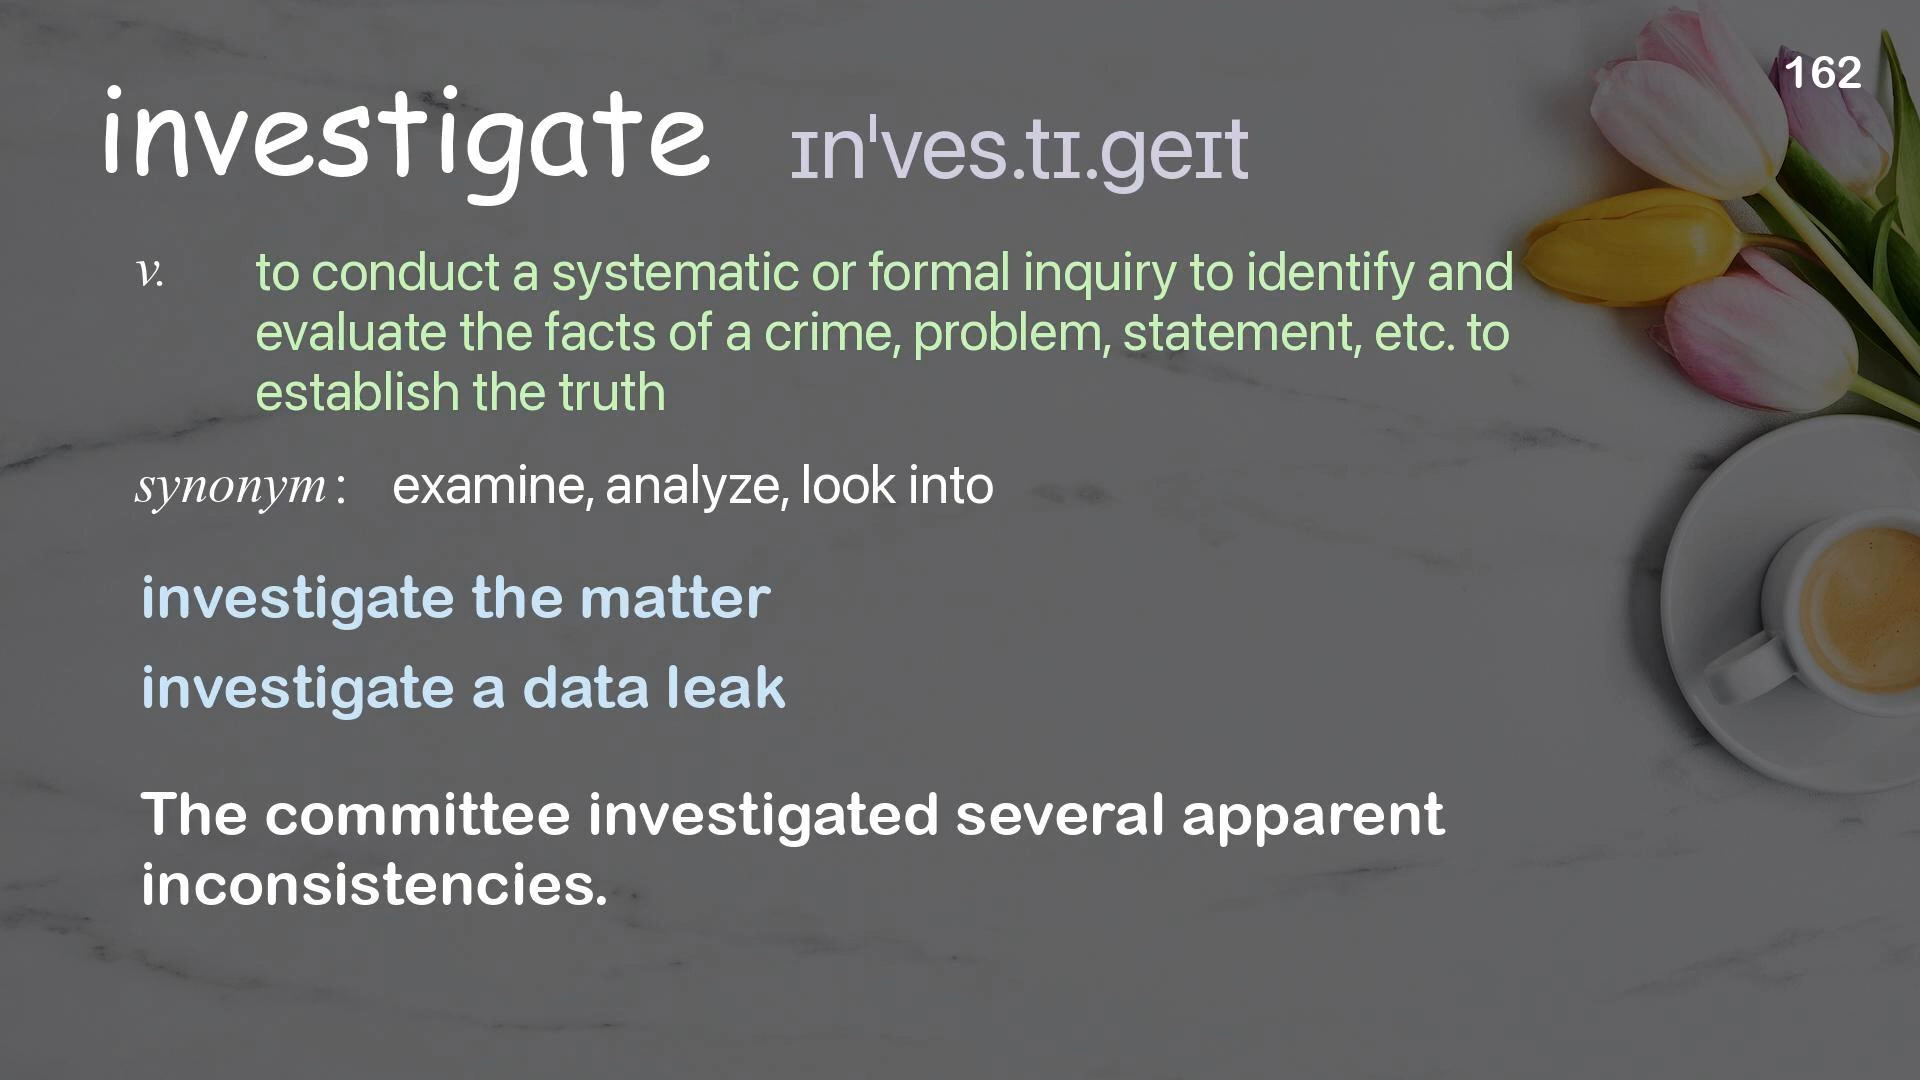 162
investigate ɪnˈves.tɪ.geɪt
v. to conduct a systematic or formal inquiry to identify and
evaluate the facts of a crime, problem, statement, etc. to
establish the truth
synonym : examine, analyze, look into
investigate the matter
investigate a data leak
The committee investigated several apparent
inconsistencies.